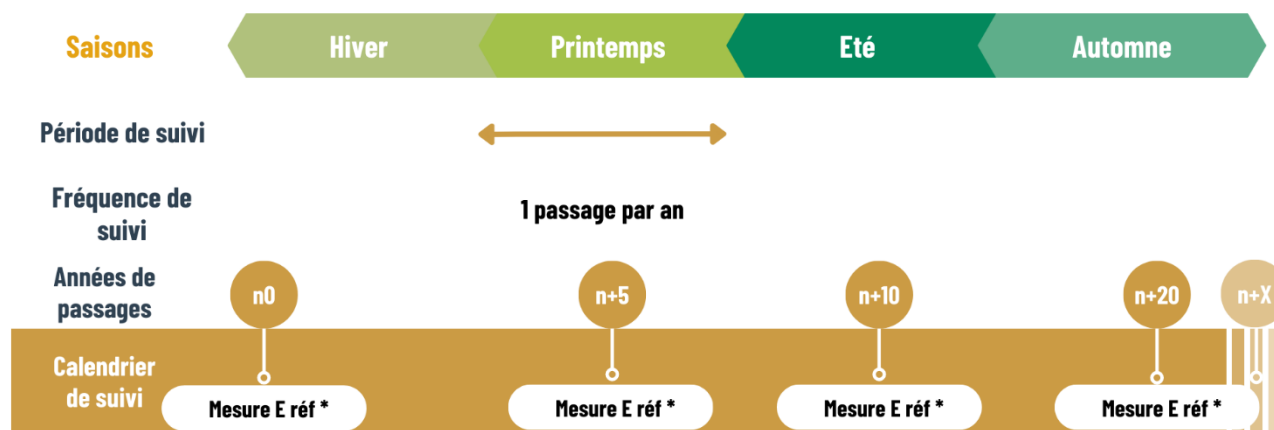 Saisons
Hiver
Printemps
Eté
Automne
Période de suivi
Fréquence de
suivi
1 passage par an
Années de
passages
n0
n+5
n+10
n+20
n+X
Calendrier
de suivi
Mesure E réf *
Mesure E réf *
Mesure E réf *
Mesure E réf *